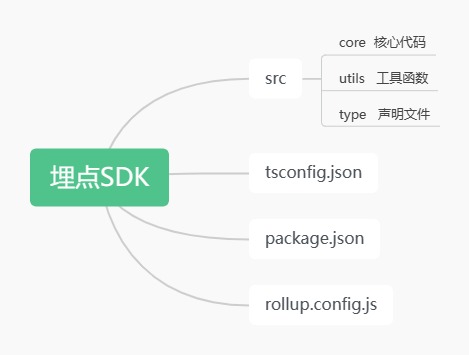 埋点SDK
src
core 核心代码
utils 工具函数
type 声明文件
tsconfig.json
package.json
rollup.config.js